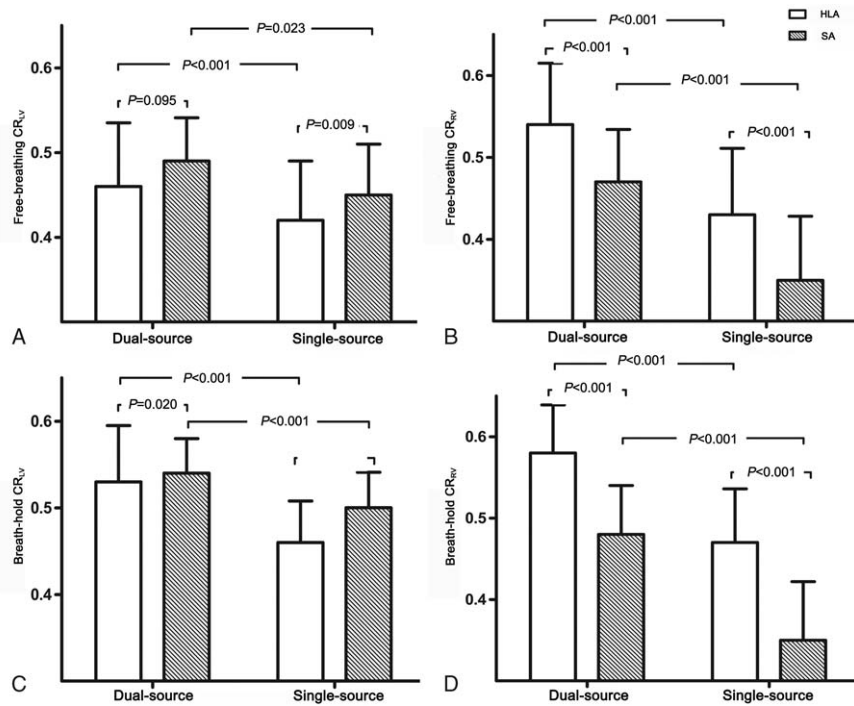 P=0.023
P<0.001
P=0.095
P=0.009
0.6
0.5
0.4
Free-breathing CR_LV
Dual-source
Single-source
A
HLA
SA
P<0.001
P<0.001
P<0.001
P<0.001
0.6
0.5
0.4
Free-breathing CR_RV
Dual-source
Single-source
B
P<0.001
P=0.020
P<0.001
0.6
0.5
0.4
Breath-hold CR_LV
Dual-source
Single-source
C
P<0.001
P<0.001
P<0.001
P<0.001
0.6
0.5
0.4
Breath-hold CR_RV
Dual-source
Single-source
D